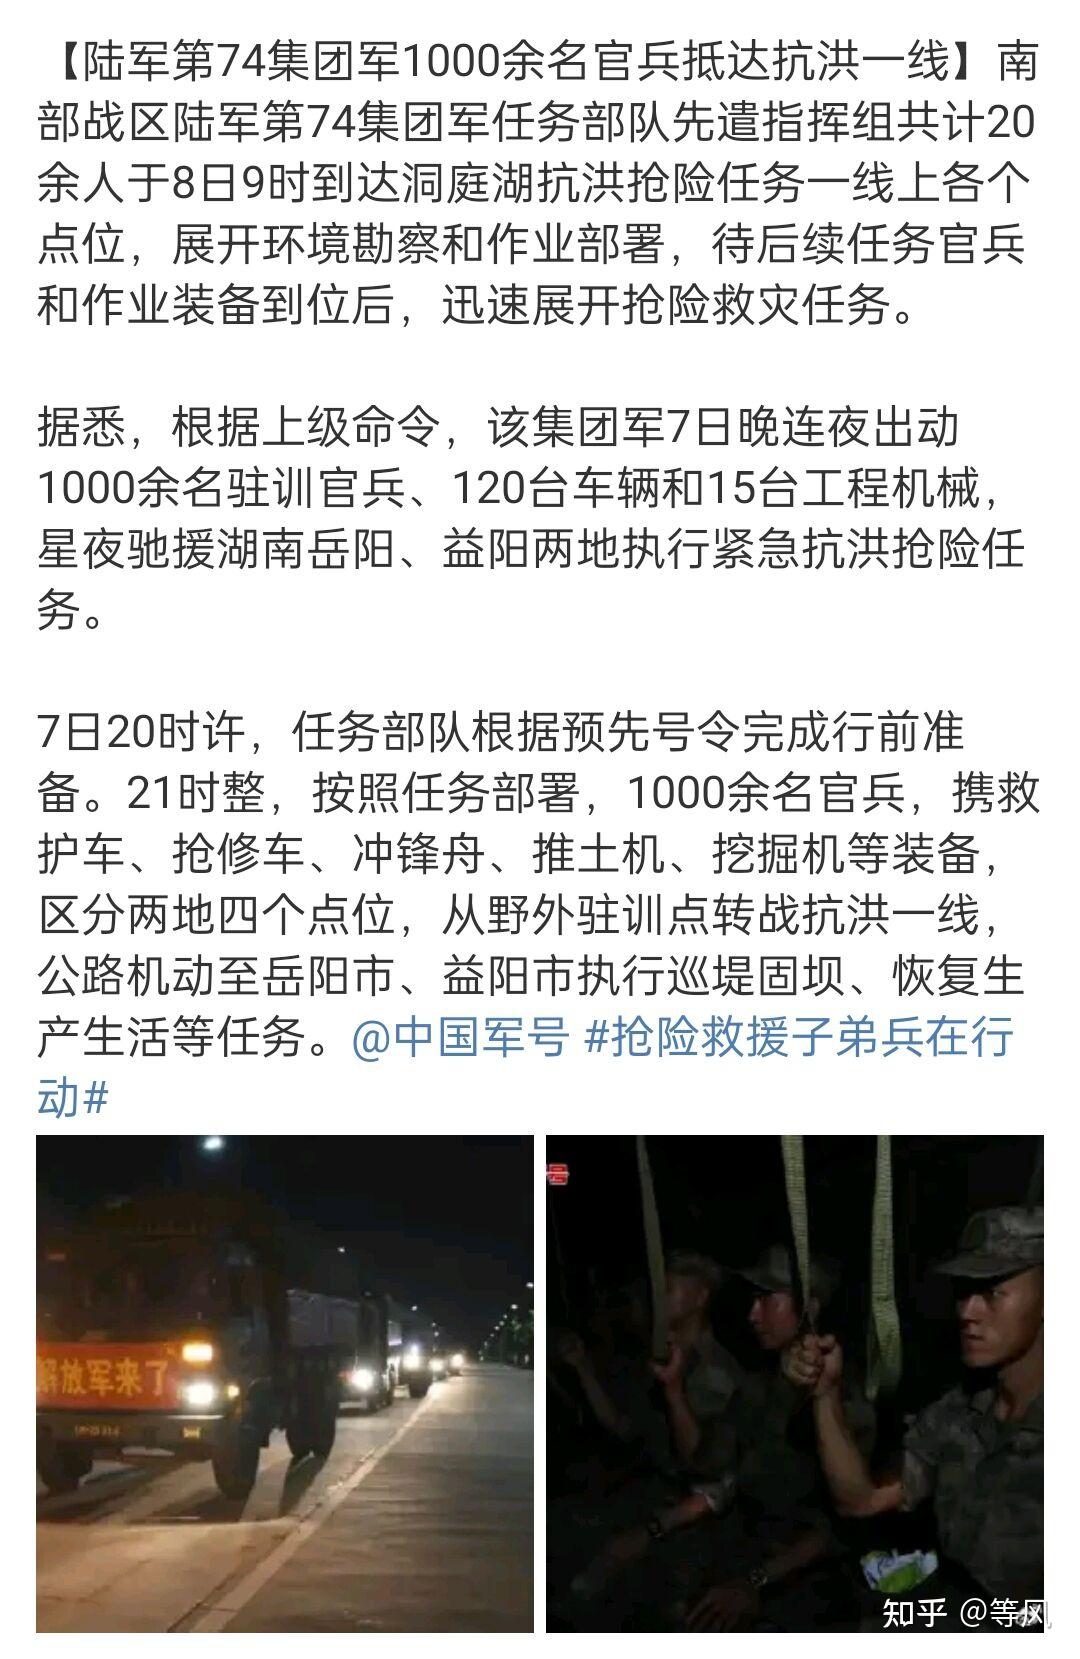 【陆军第74集团军1000余名官兵抵达抗洪一线】南
部战区陆军第74集团军任务部队先遣指挥组共计20
余人于8日9时到达洞庭湖抗洪抢险任务一线上各个
点位，展开环境勘察和作业部署，待后续任务官兵
和作业装备到位后，迅速展开抢险救灾任务。
据悉，根据上级命令，该集团军7日晚连夜出动
1000余名驻训官兵、120台车辆和15台工程机械，
星夜驰援湖南岳阳、益阳两地执行紧急抗洪抢险任
务。
7日20时许，任务部队根据预先号令完成行前准
备。21时整，按照任务部署，1000余名官兵，携救
护车、抢修车、冲锋舟、推土机、挖掘机等装备，
区分两地四个点位，从野外驻训点转战抗洪一线，
公路机动至岳阳市、益阳市执行巡堤固坝、恢复生
产生活等任务。@中国军号 #抢险救援子弟兵在行
动#
解放军来了
号
知乎 @等风